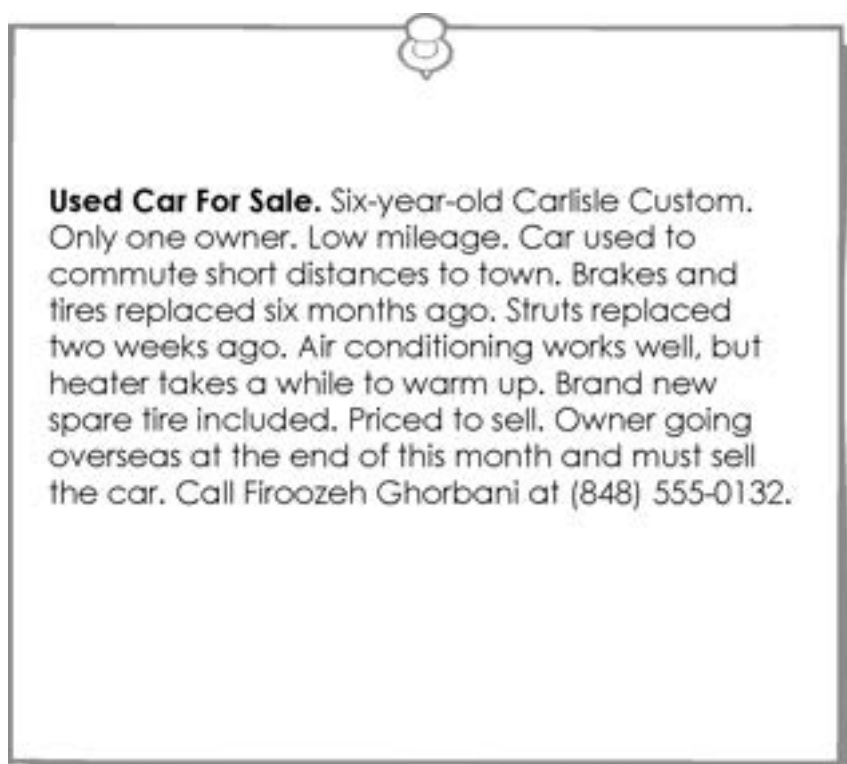 Used Car For Sale. Six-year-old Carlisle Custom.
Only one owner. Low mileage. Car used to
commute short distances to town. Brakes and
tires replaced six months ago. Struts replaced
two weeks ago. Air conditioning works well, but
heater takes a while to warm up. Brand new
spare tire included. Priced to sell. Owner going
overseas at the end of this month and must sell
the car. Call Firoozeh Ghorbani at (848) 555-0132.